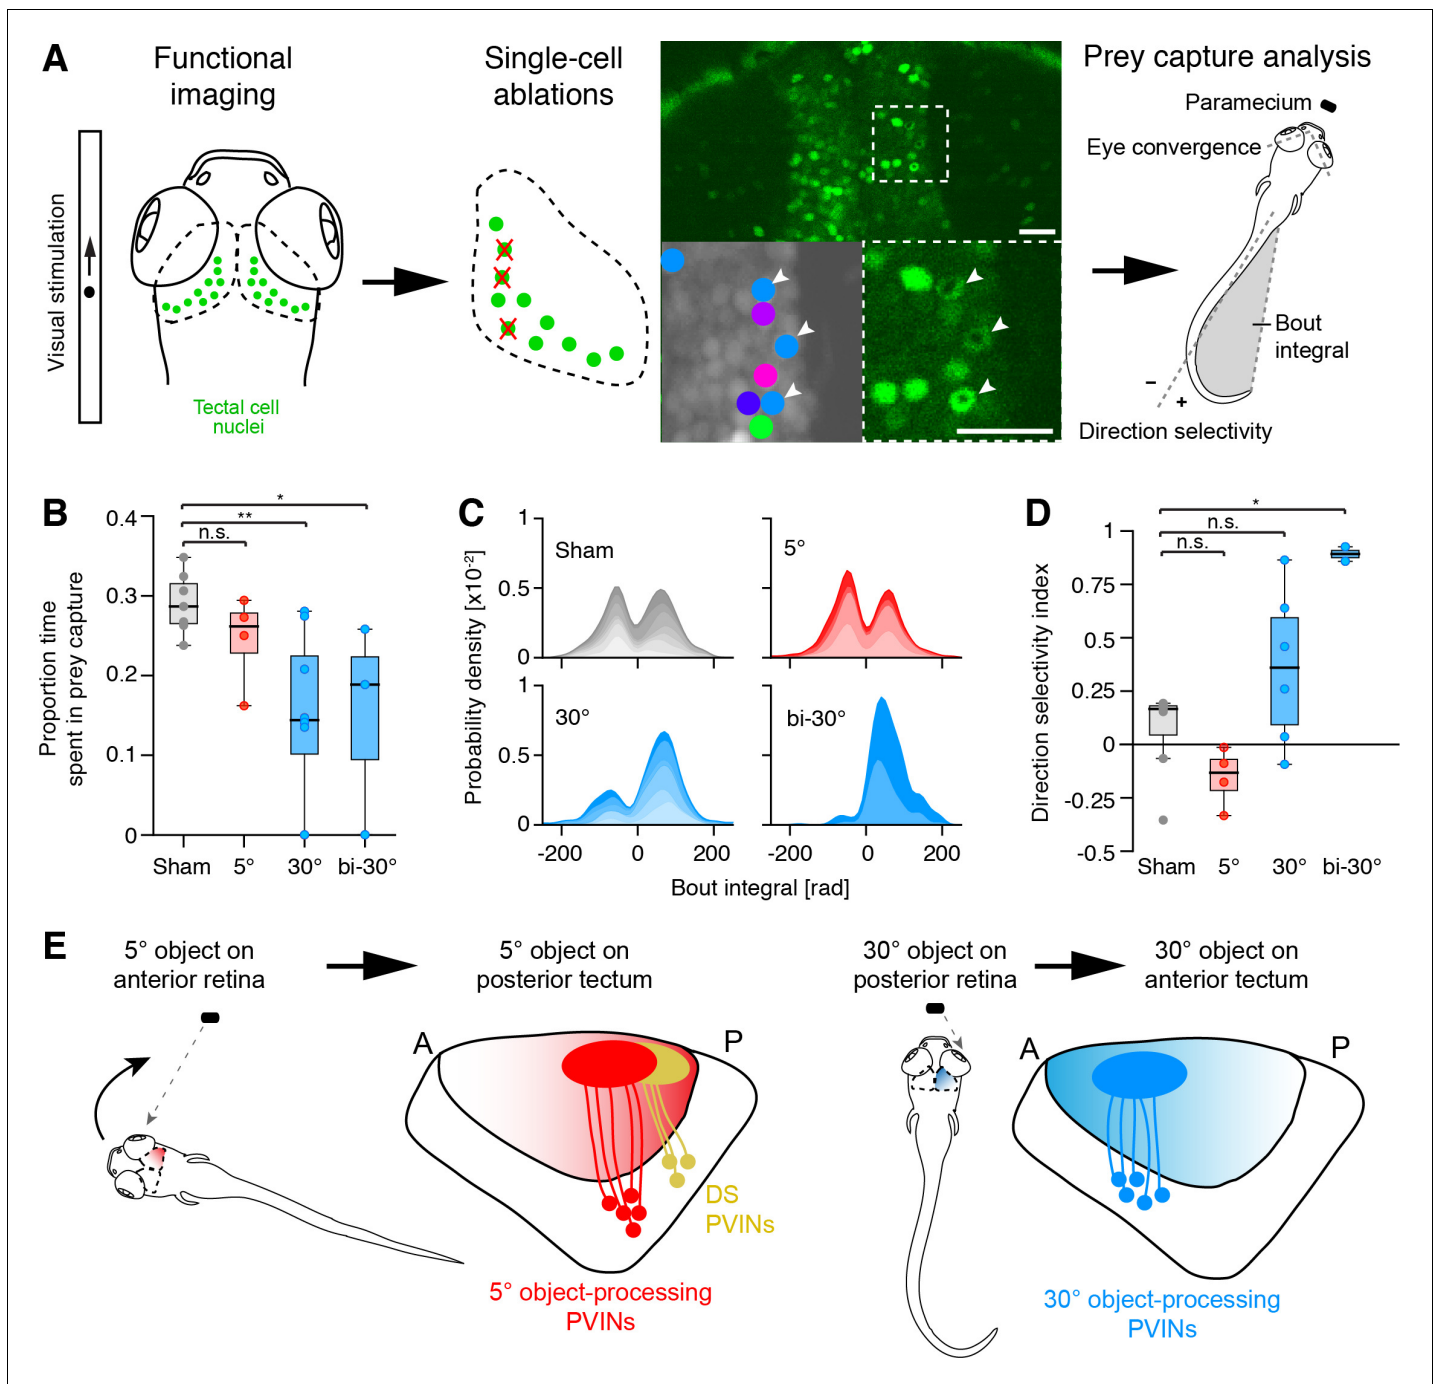 A
Functional
imaging
Single-cell
ablations
Prey capture analysis
Visual stimulation
Tectal cell
nuclei
Paramecium
Eye convergence
Bout
integral
−
+
Direction selectivity
B
Proportion time
spent in prey capture
0.4
0.3
0.2
0.1
0
n.s.
**
*
Sham
5°
30°
bi-30°
C
Probability density [x10⁻²]
1
0.5
0
Sham
5°
1
0.5
0
30°
bi-30°
-200
0
200
-200
0
200
Bout integral [rad]
D
Direction selectivity index
1
0.75
0.5
0.25
0
-0.25
-0.5
n.s.
n.s.
*
Sham
5°
30°
bi-30°
E
5° object on
anterior retina
5° object on
posterior tectum
30° object on
posterior retina
30° object on
anterior tectum
A
P
DS
PVINs
5° object-processing
PVINs
A
P
30° object-processing
PVINs